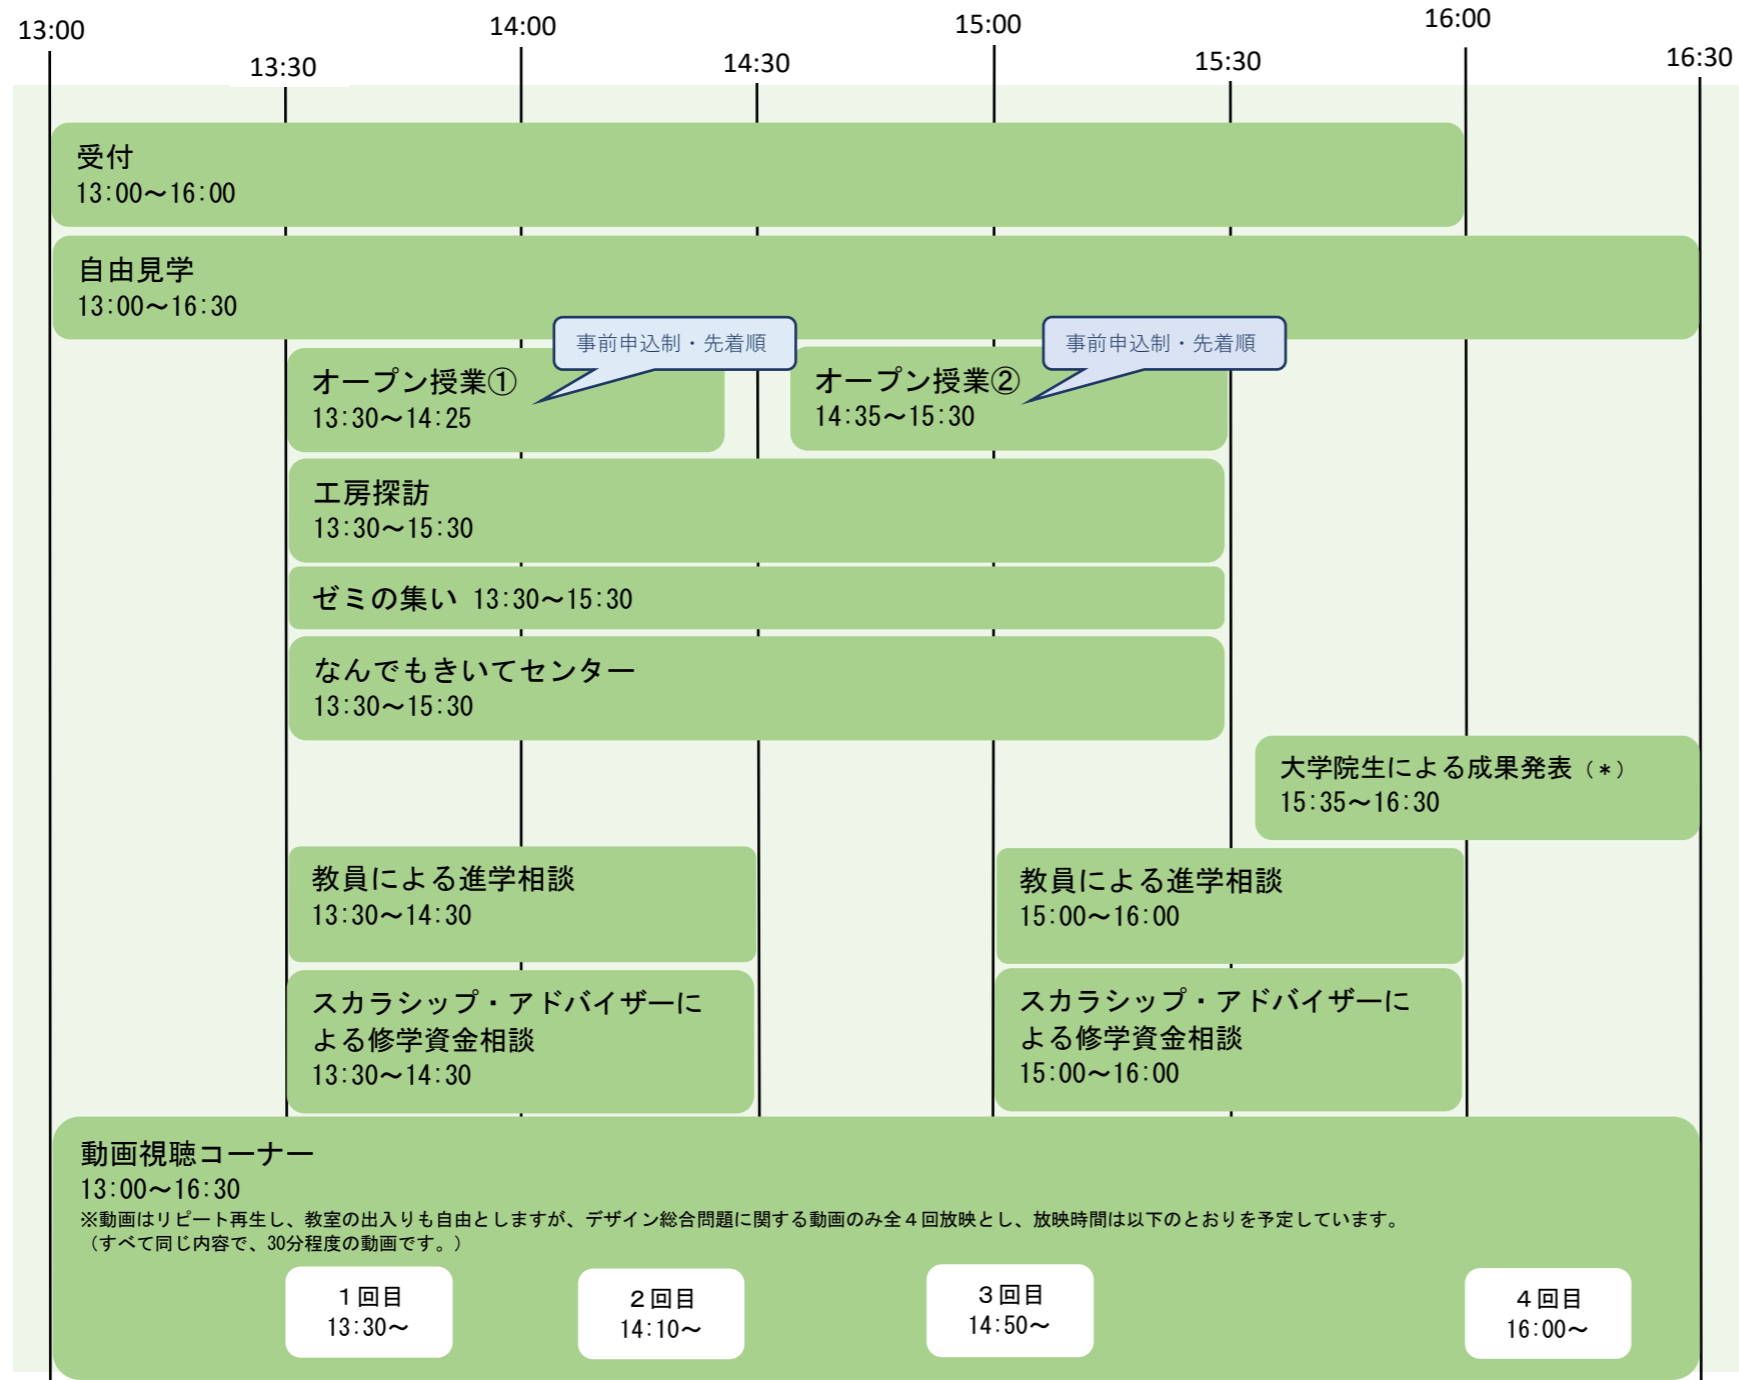 13:00
13:30
14:00
14:30
15:00
15:30
16:00
16:30
受付
13:00～16:00
自由見学
13:00～16:30
事前申込制・先着順
事前申込制・先着順
オープン授業①
13:30～14:25
オープン授業②
14:35～15:30
工房探訪
13:30～15:30
ゼミの集い 13:30～15:30
なんでもきいてセンター
13:30～15:30
大学院生による成果発表（＊）
15:35～16:30
教員による進学相談
13:30～14:30
教員による進学相談
15:00～16:00
スカラシップ・アドバイザーに
よる修学資金相談
13:30～14:30
スカラシップ・アドバイザーに
よる修学資金相談
15:00～16:00
動画視聴コーナー
13:00～16:30
※動画はリピート再生し、教室の出入りも自由としますが、デザイン総合問題に関する動画のみ全４回放映とし、放映時間は以下のとおりを予定しています。
（すべて同じ内容で、30分程度の動画です。）
１回目
13:30～
２回目
14:10～
３回目
14:50～
４回目
16:00～